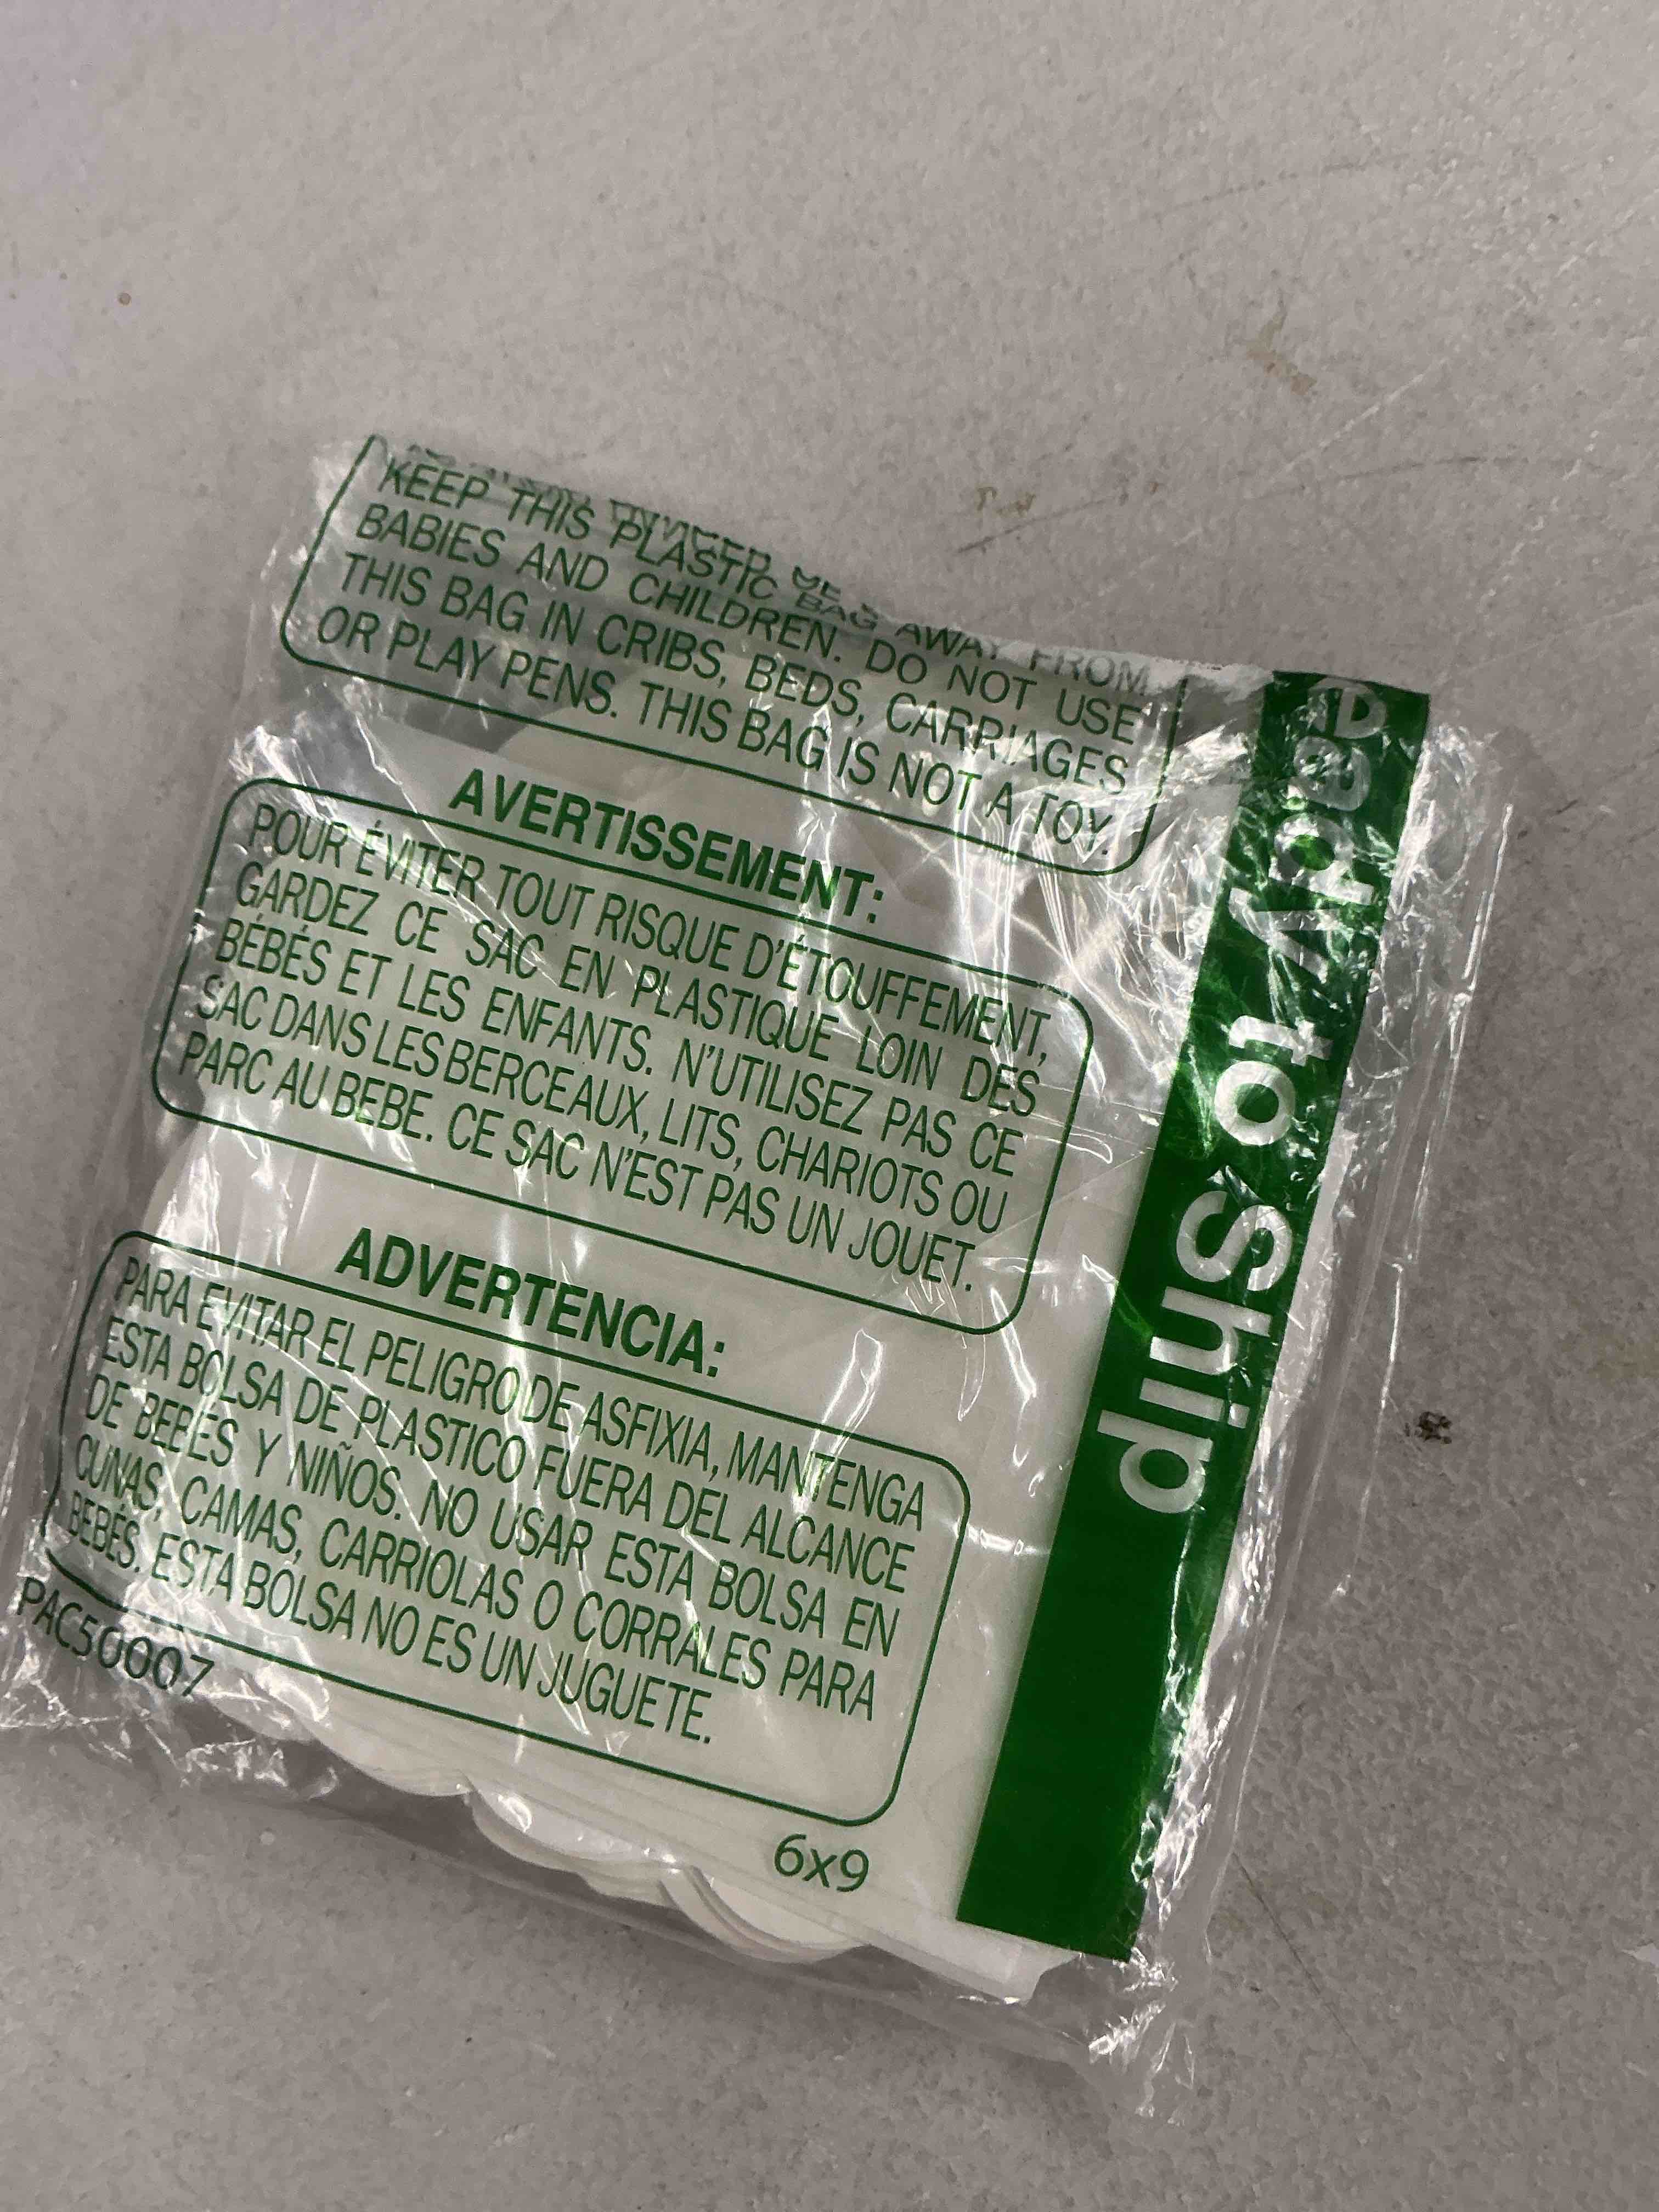 KEEP THIS PLASTIC BAG AWAY FROM
BABIES AND CHILDREN. DO NOT USE
THIS BAG IN CRIBS, BEDS, CARRIAGES
OR PLAY PENS. THIS BAG IS NOT A TOY.
AVERTISSEMENT:
POUR ÉVITER TOUT RISQUE D'ÉTOUFFEMENT,
GARDEZ CE SAC EN PLASTIQUE LOIN DES
BÉBÉS ET LES ENFANTS. N'UTILISEZ PAS CE
SAC DANS LES BERCEAUX, LITS, CHARIOTS OU
PARC AU BEBE. CE SAC N'EST PAS UN JOUET.
ADVERTENCIA:
PARA EVITAR EL PELIGRO DE ASFIXIA, MANTENGA
ESTA BOLSA DE PLASTICO FUERA DEL ALCANCE
DE BEBÉS Y NIÑOS. NO USAR ESTA BOLSA EN
CUNAS, CAMAS, CARRIOLAS O CORRALES PARA
BEBÉS. ESTA BOLSA NO ES UN JUGUETE.
PAC50007
6x9
eady to Ship